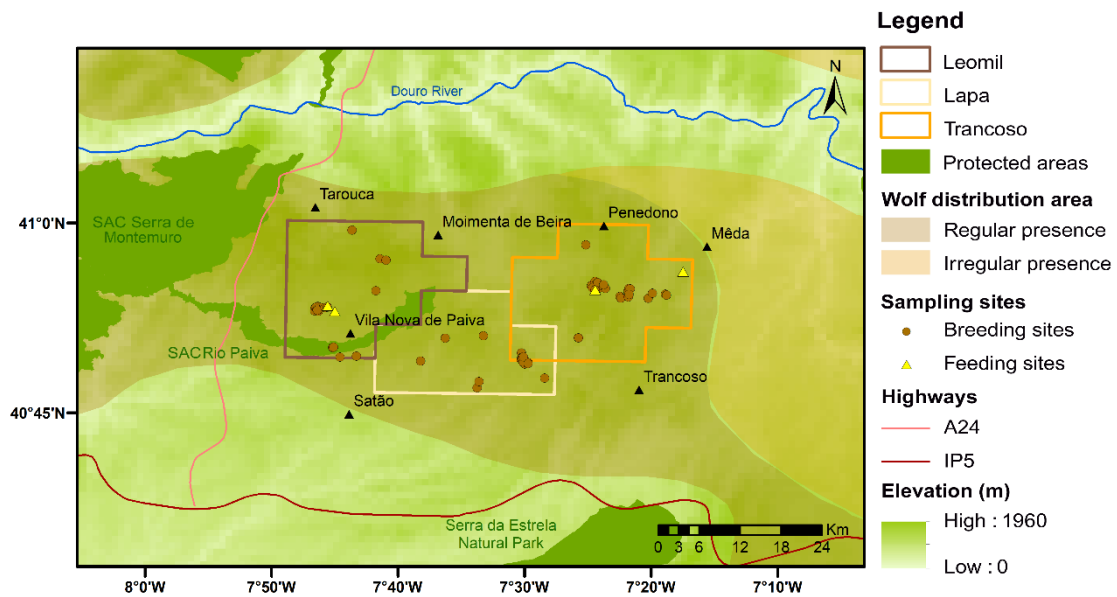 Legend
Leomil
Lapa
Trancoso
Protected areas
Wolf distribution area
Regular presence
Irregular presence
Sampling sites
Breeding sites
Feeding sites
Highways
A24
IP5
Elevation (m)
High : 1960
Low : 0
N
Douro River
Tarouca
Moimenta de Beira
Penedono
Mêda
SAC Serra de
Montemuro
Vila Nova de Paiva
SACRio Paiva
Trancoso
Satão
Serra da Estrela
Natural Park
Km
0 3 6 12 18 24
41°0'N
40°45'N
8°0'W 7°50'W 7°40'W 7°30'W 7°20'W 7°10'W